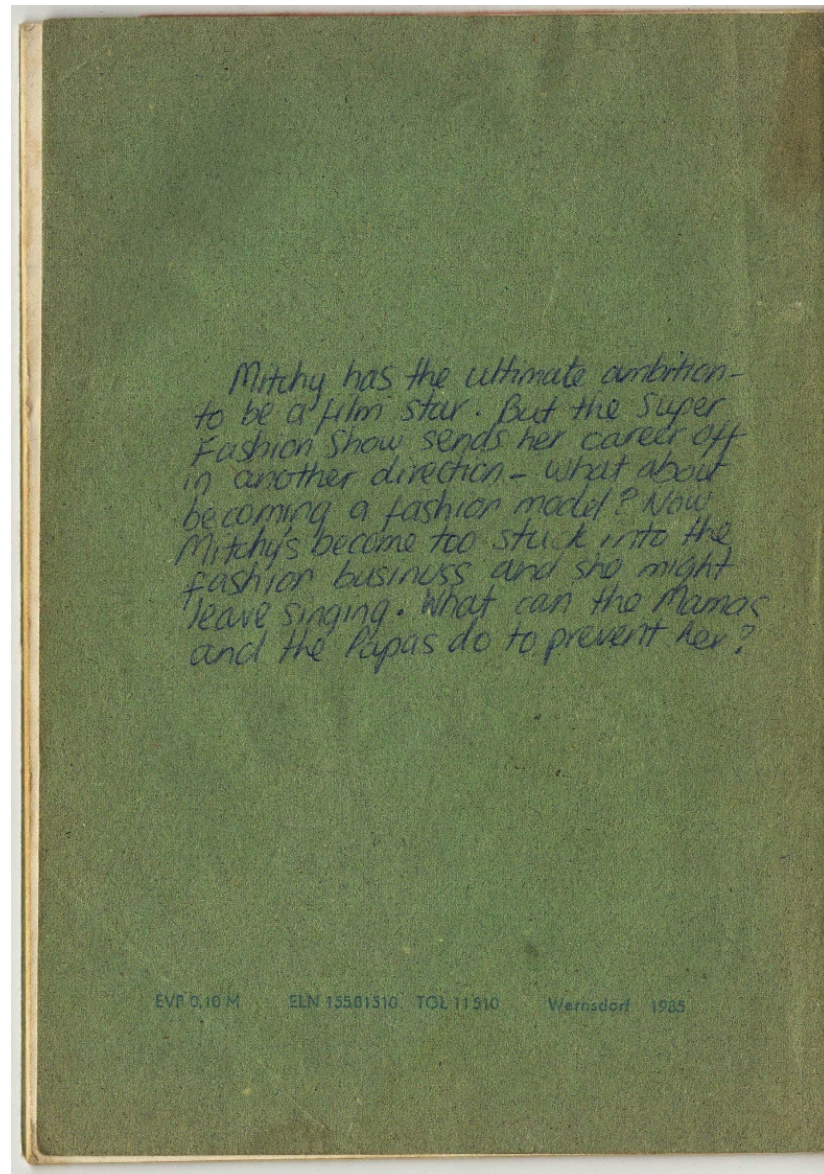 Mitchy has the ultimate ambition-
to be a film star. But the Super
Fashion Show sends her career off
in another direction - what about
becoming a fashion model? Now
Mitchy's become too stuck into the
fashion business and she might
leave singing. What can the Mamas
and the Papas do to prevent her?
EVP 0,10 M ELN 15581510 TGL 11510 Wernsdorf 1985